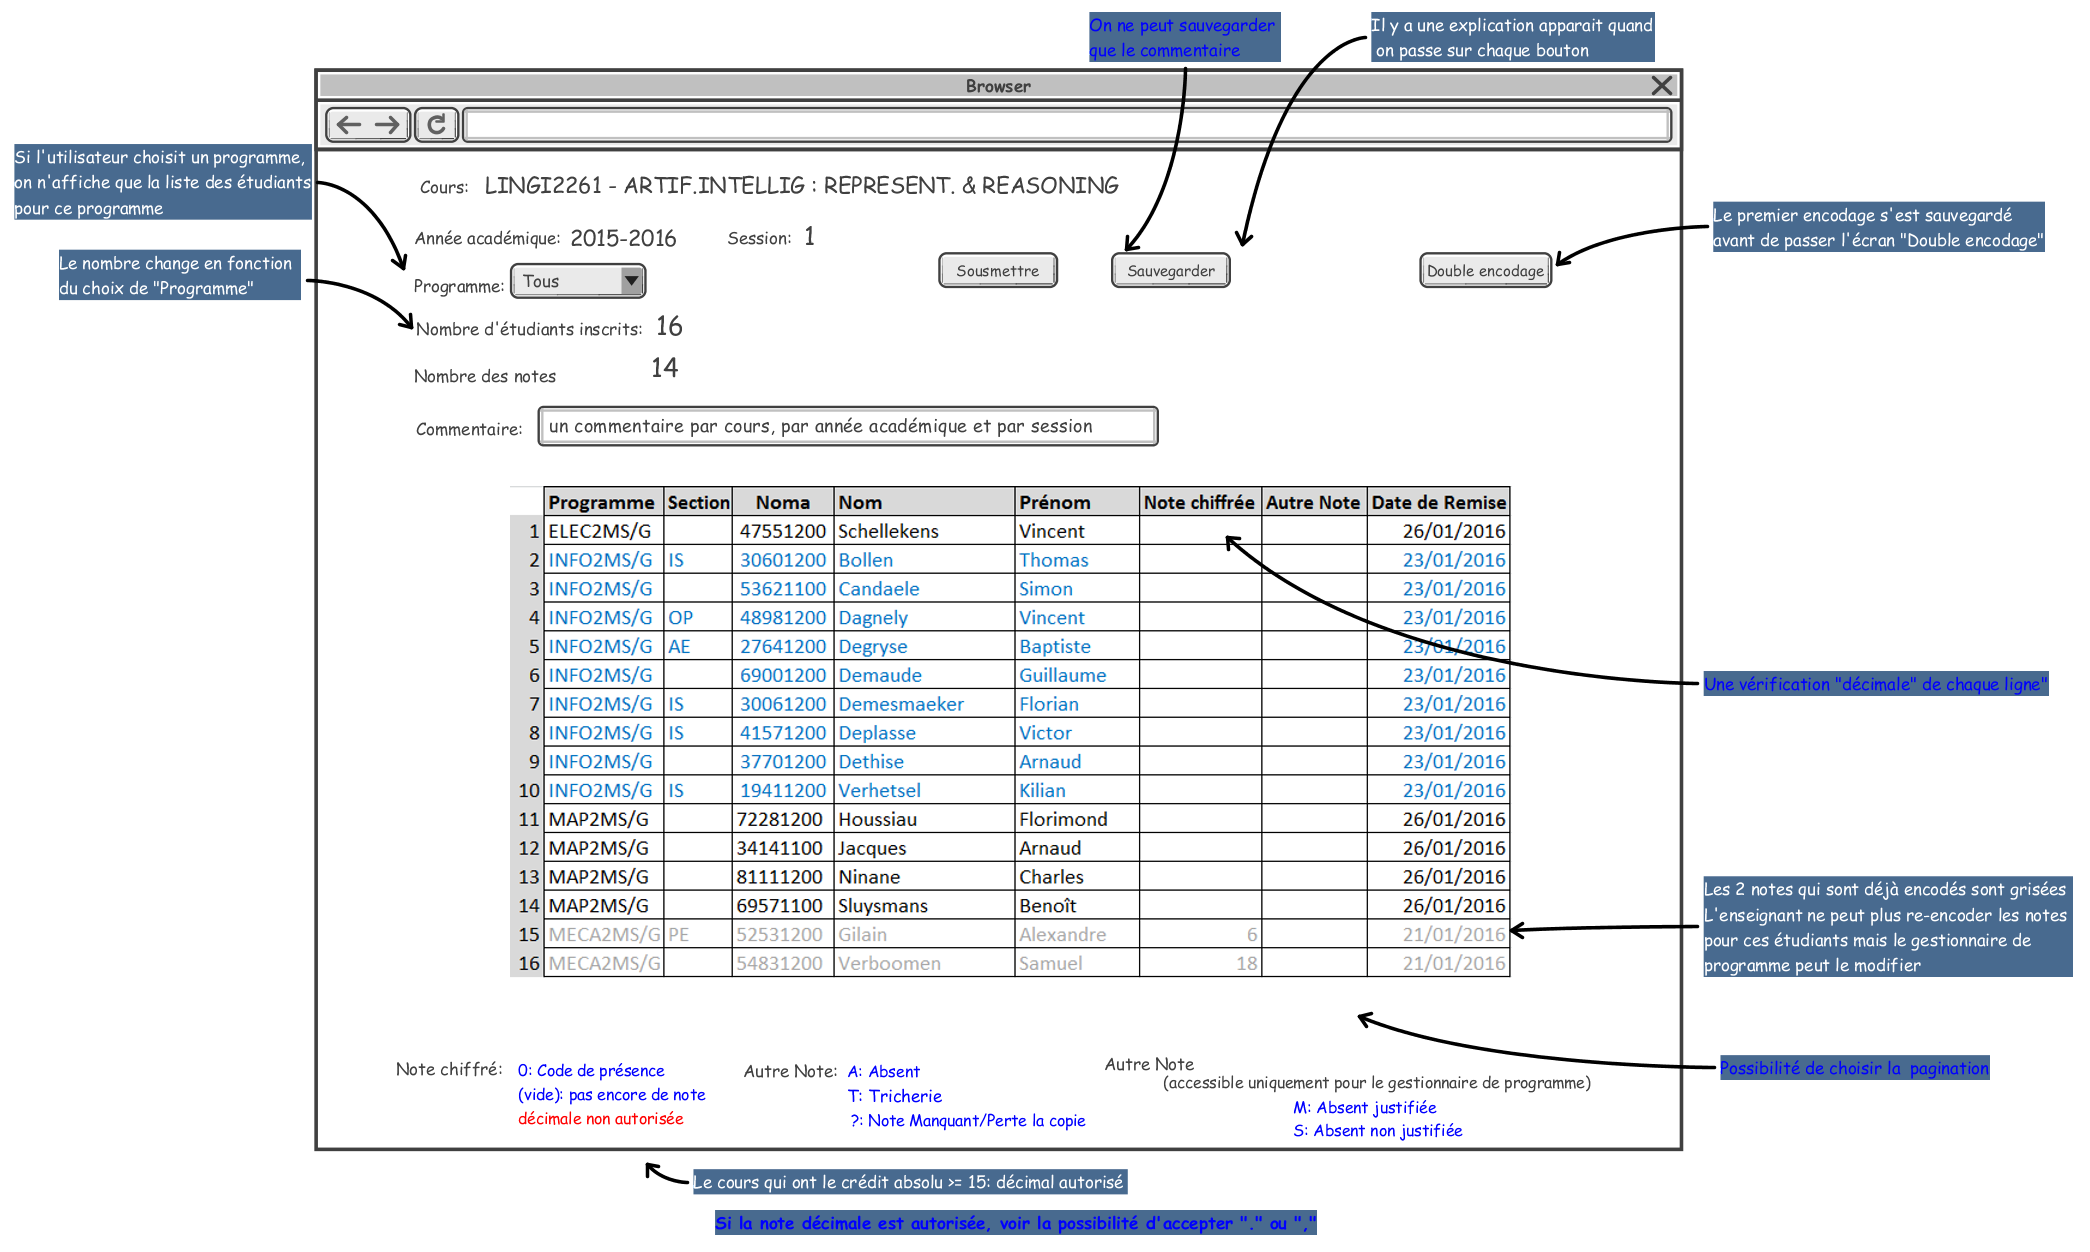 On ne peut sauvegarder
que le commentaire
Il y a une explication apparait quand
on passe sur chaque bouton
Browser
Si l'utilisateur choisit un programme,
on n'affiche que la liste des étudiants
pour ce programme
Cours: LINGI2261 - ARTIF.INTELLIG : REPRESENT. & REASONING
Le premier encodage s'est sauvegardé
avant de passer l'écran "Double encodage"
Année académique: 2015-2016 Session: 1
Le nombre change en fonction
du choix de "Programme"
Programme: Tous Sousmettre Sauvegarder Double encodage
Nombre d'étudiants inscrits: 16
Nombre des notes 14
Commentaire: un commentaire par cours, par année académique et par session
Programme Section Noma Nom Prénom Note chiffrée Autre Note Date de Remise
1 ELEC2MS/G 47551200 Schellekens Vincent 26/01/2016
2 INFO2MS/G IS 30601200 Bollen Thomas 23/01/2016
3 INFO2MS/G 53621100 Candaele Simon 23/01/2016
4 INFO2MS/G OP 48981200 Dagnely Vincent 23/01/2016
5 INFO2MS/G AE 27641200 Degryse Baptiste 23/01/2016
6 INFO2MS/G 69001200 Demaude Guillaume 23/01/2016
7 INFO2MS/G IS 30061200 Demesmaeker Florian 23/01/2016
8 INFO2MS/G IS 41571200 Deplasse Victor 23/01/2016
9 INFO2MS/G 37701200 Dethise Arnaud 23/01/2016
10 INFO2MS/G IS 19411200 Verhetsel Kilian 23/01/2016
11 MAP2MS/G 72281200 Houssiau Florimond 26/01/2016
12 MAP2MS/G 34141100 Jacques Arnaud 26/01/2016
13 MAP2MS/G 81111200 Ninane Charles 26/01/2016
14 MAP2MS/G 69571100 Sluysmans Benoît 26/01/2016
15 MECA2MS/G PE 52531200 Gilain Alexandre 6 21/01/2016
16 MECA2MS/G 54831200 Verboomen Samuel 18 21/01/2016
Une vérification "décimale" de chaque ligne"
Les 2 notes qui sont déjà encodés sont grisées
L'enseignant ne peut plus re-encoder les notes
pour ces étudiants mais le gestionnaire de
programme peut le modifier
Possibilité de choisir la pagination
Note chiffré: 0: Code de présence
(vide): pas encore de note
décimale non autorisée
Autre Note: A: Absent
T: Tricherie
?: Note Manquant/Perte la copie
Autre Note
(accessible uniquement pour le gestionnaire de programme)
M: Absent justifiée
S: Absent non justifiée
Le cours qui ont le crédit absolu >= 15: décimal autorisé
Si la note décimale est autorisée, voir la possibilité d'accepter "." ou ","